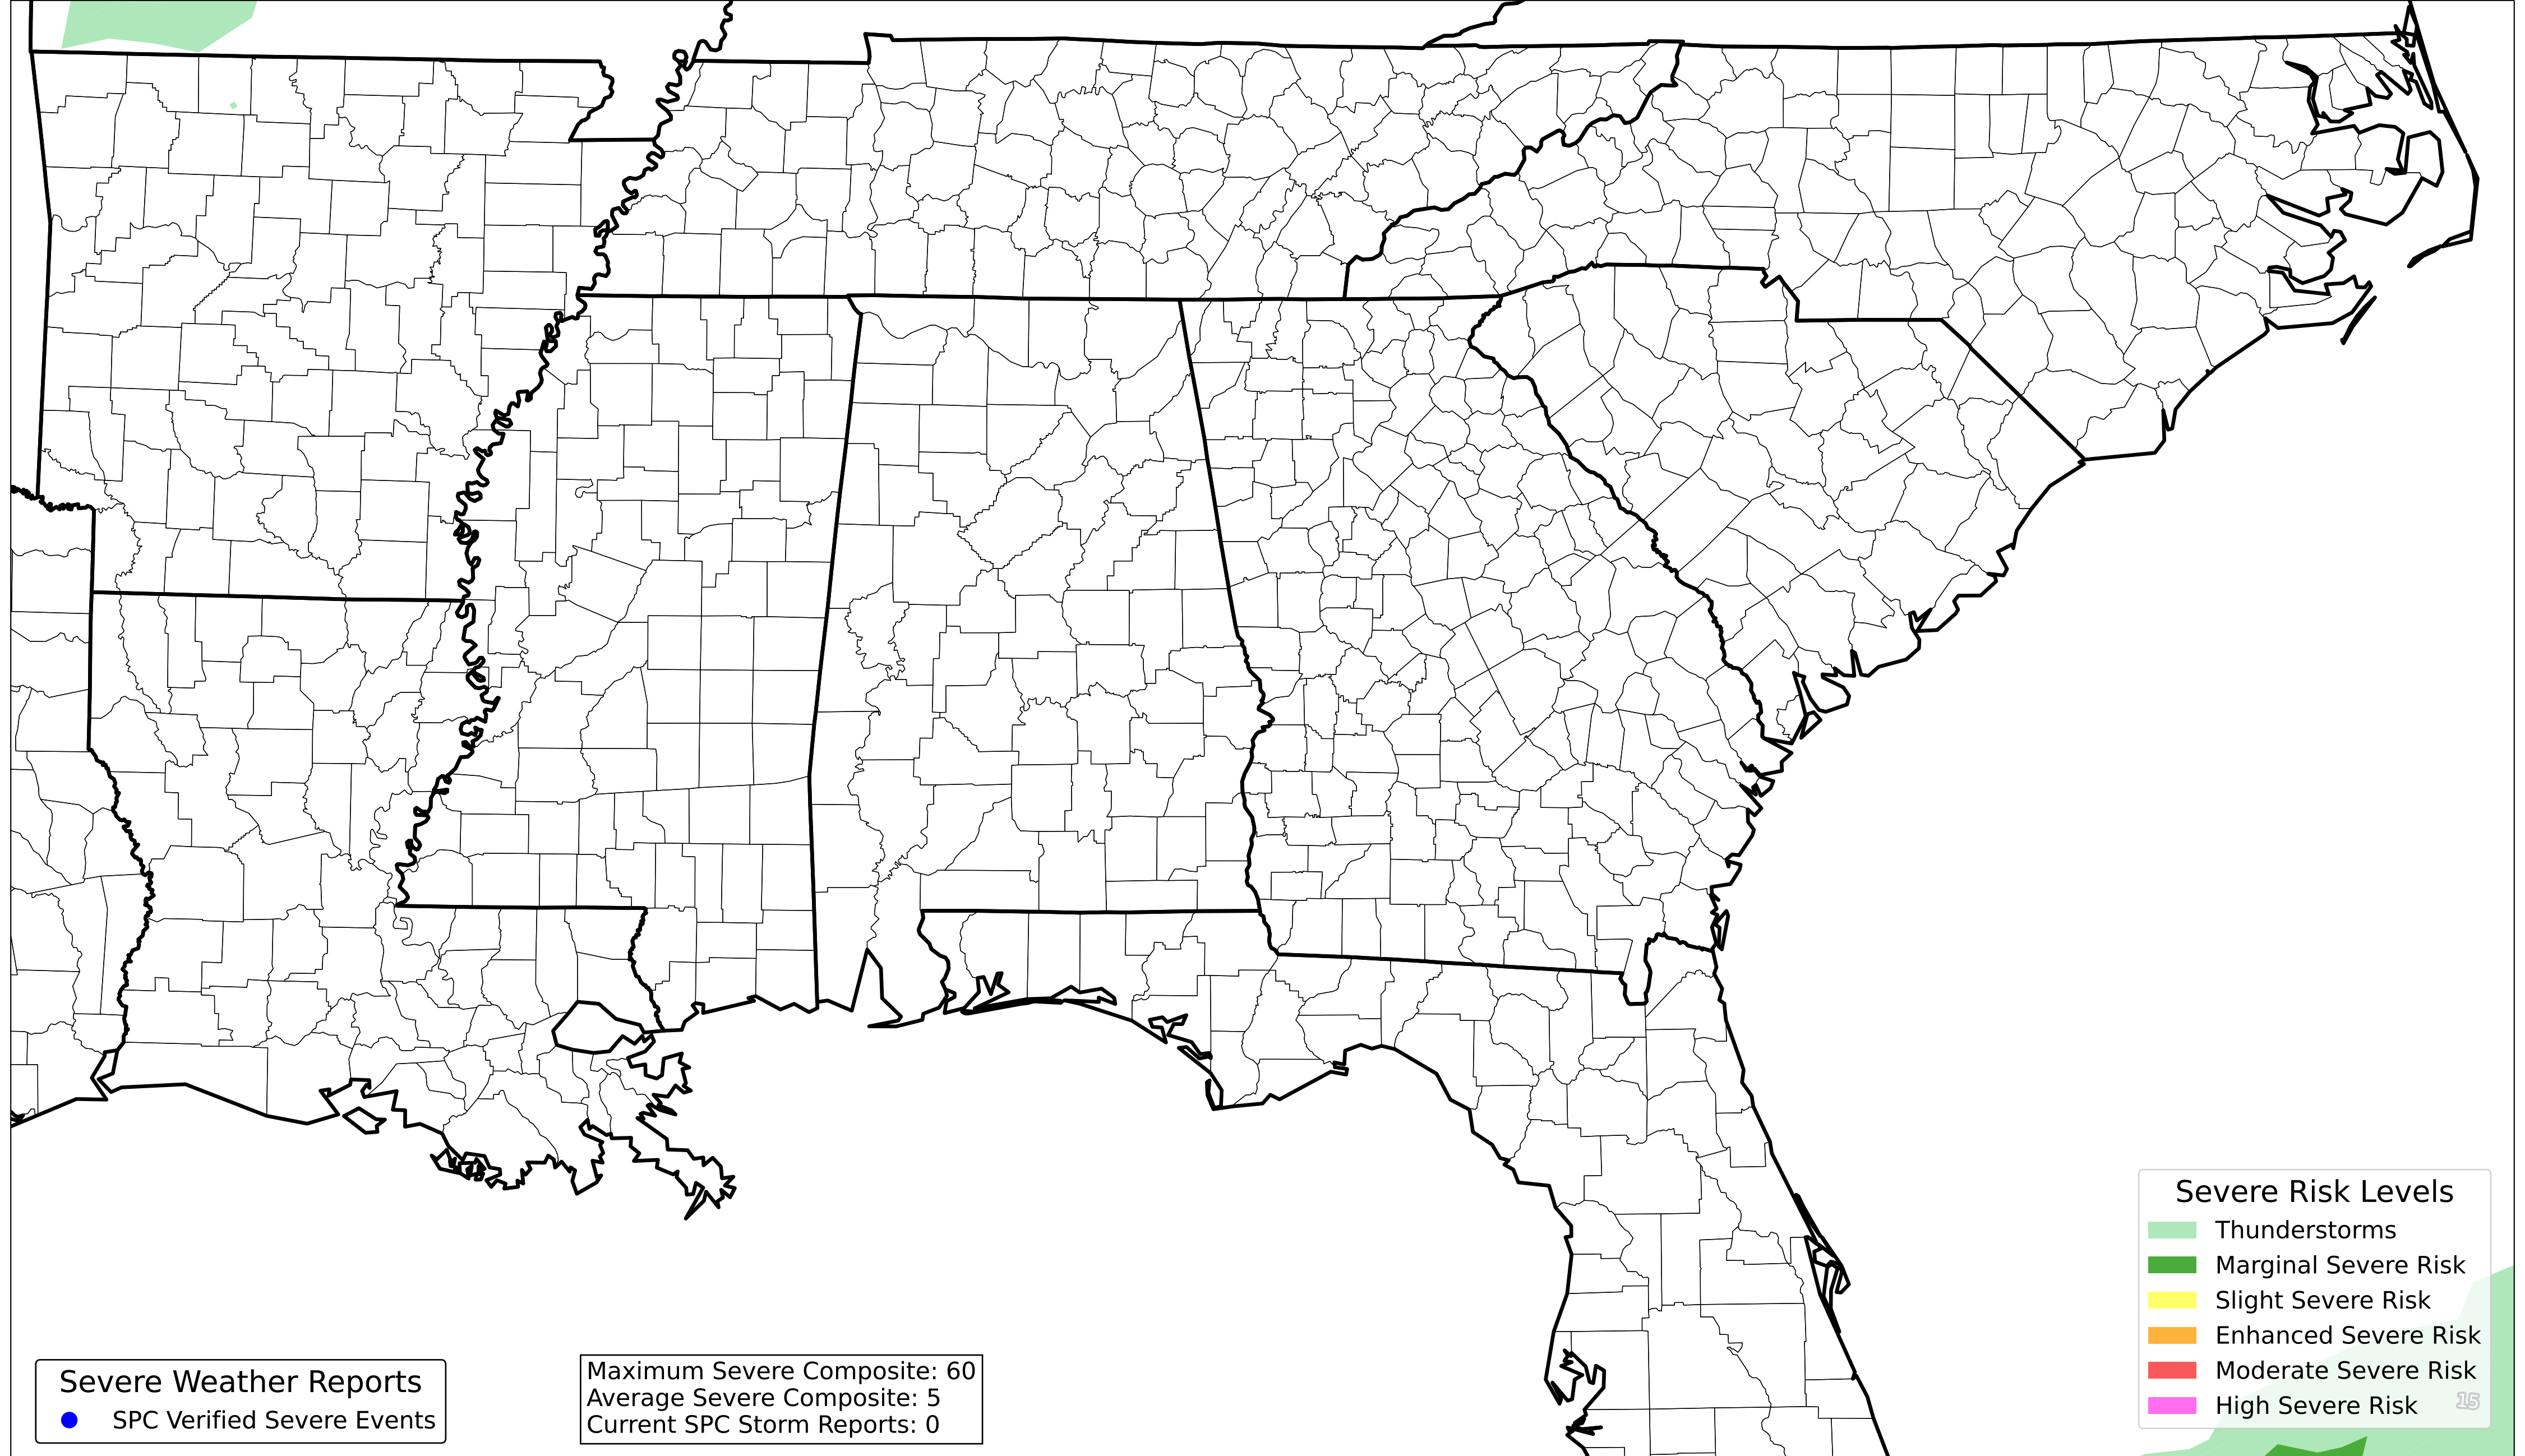 Severe Weather Reports
SPC Verified Severe Events
Maximum Severe Composite: 60
Average Severe Composite: 5
Current SPC Storm Reports: 0
Severe Risk Levels
Thunderstorms
Marginal Severe Risk
Slight Severe Risk
Enhanced Severe Risk
Moderate Severe Risk
High Severe Risk
15